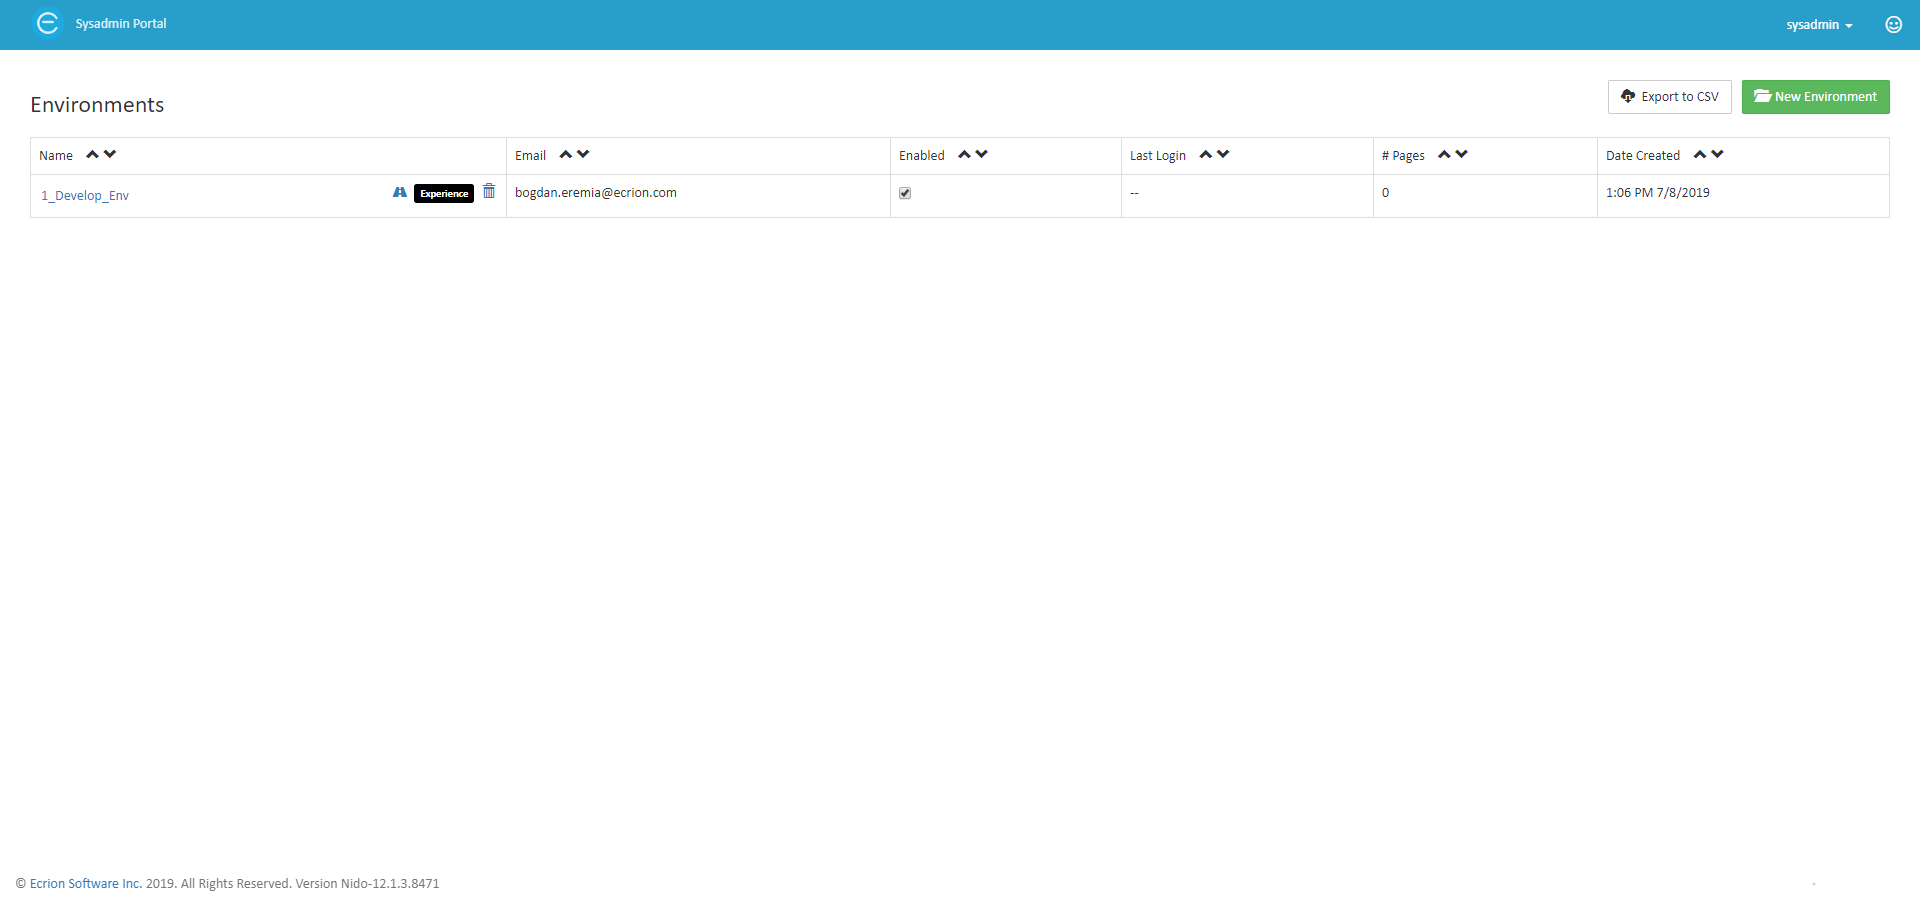 Sysadmin Portal
sysadmin
Environments
Export to CSV
New Environment
Name Email Enabled Last Login # Pages Date Created
1_Develop_Env Experience bogdan.eremia@ecrion.com -- 0 1:06 PM 7/8/2019
© Ecrion Software Inc. 2019. All Rights Reserved. Version Nido-12.1.3.8471